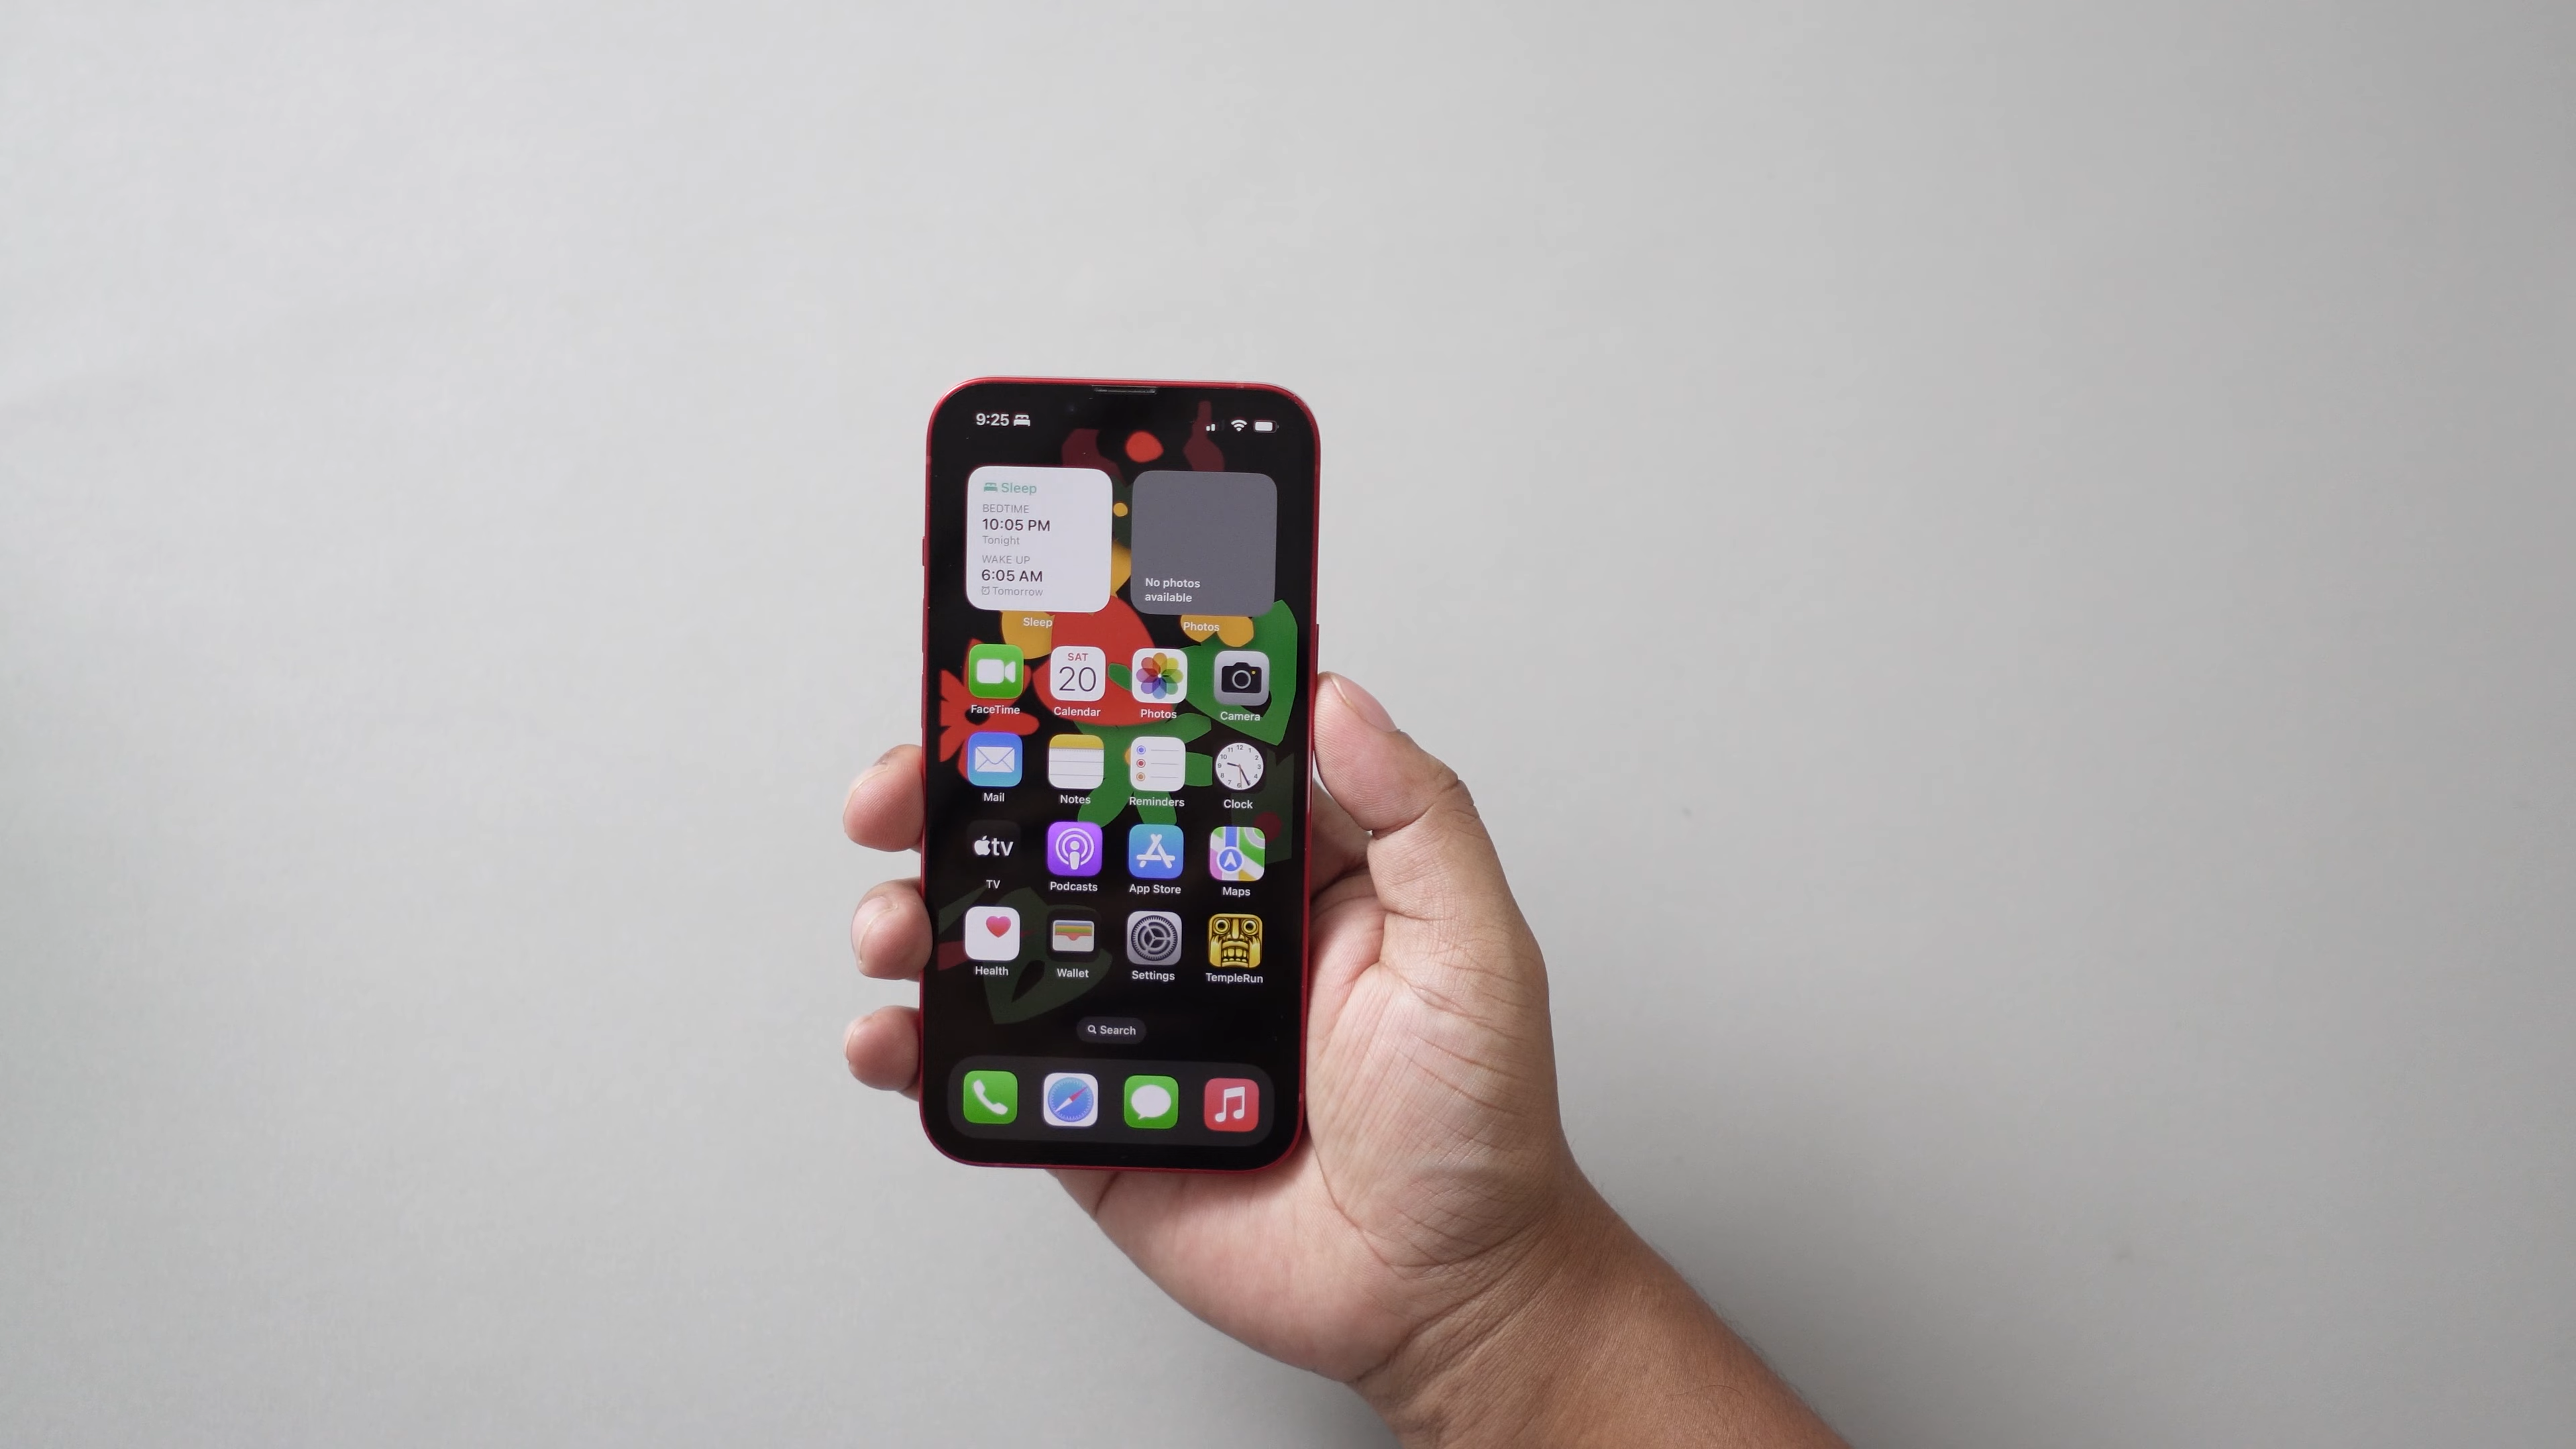 9:25
Sleep
BEDTIME
10:05 PM
Tonight
WAKE UP
6:05 AM
Tomorrow
No photos
available
Sleep
Photos
SAT
20
FaceTime
Calendar
Photos
Camera
Mail
Notes
Reminders
Clock
tv
TV
Podcasts
App Store
Maps
Health
Wallet
Settings
TempleRun
Search